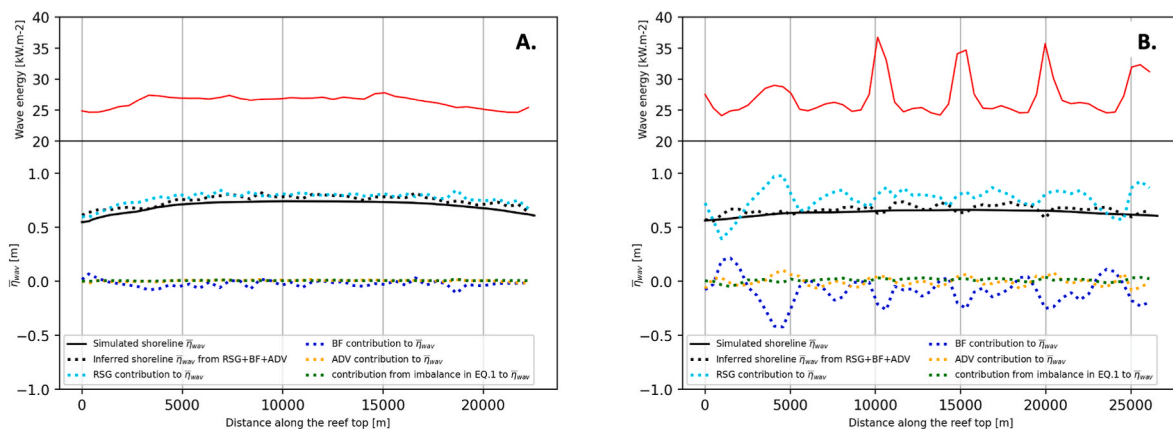 A.
Wave energy [kW.m-2]
40
35
30
25
20
1.0
0.5
0.0
−0.5
−1.0
η̅wav [m]
Simulated shoreline η̅wav
Inferred shoreline η̅wav from RSG+BF+ADV
RSG contribution to η̅wav
BF contribution to η̅wav
ADV contribution to η̅wav
contribution from imbalance in EQ.1 to η̅wav
0 5000 10000 15000 20000
Distance along the reef top [m]
B.
Wave energy [kW.m-2]
40
35
30
25
20
1.0
0.5
0.0
−0.5
−1.0
η̅wav [m]
Simulated shoreline η̅wav
Inferred shoreline η̅wav from RSG+BF+ADV
RSG contribution to η̅wav
BF contribution to η̅wav
ADV contribution to η̅wav
contribution from imbalance in EQ.1 to η̅wav
0 5000 10000 15000 20000 25000
Distance along the reef top [m]